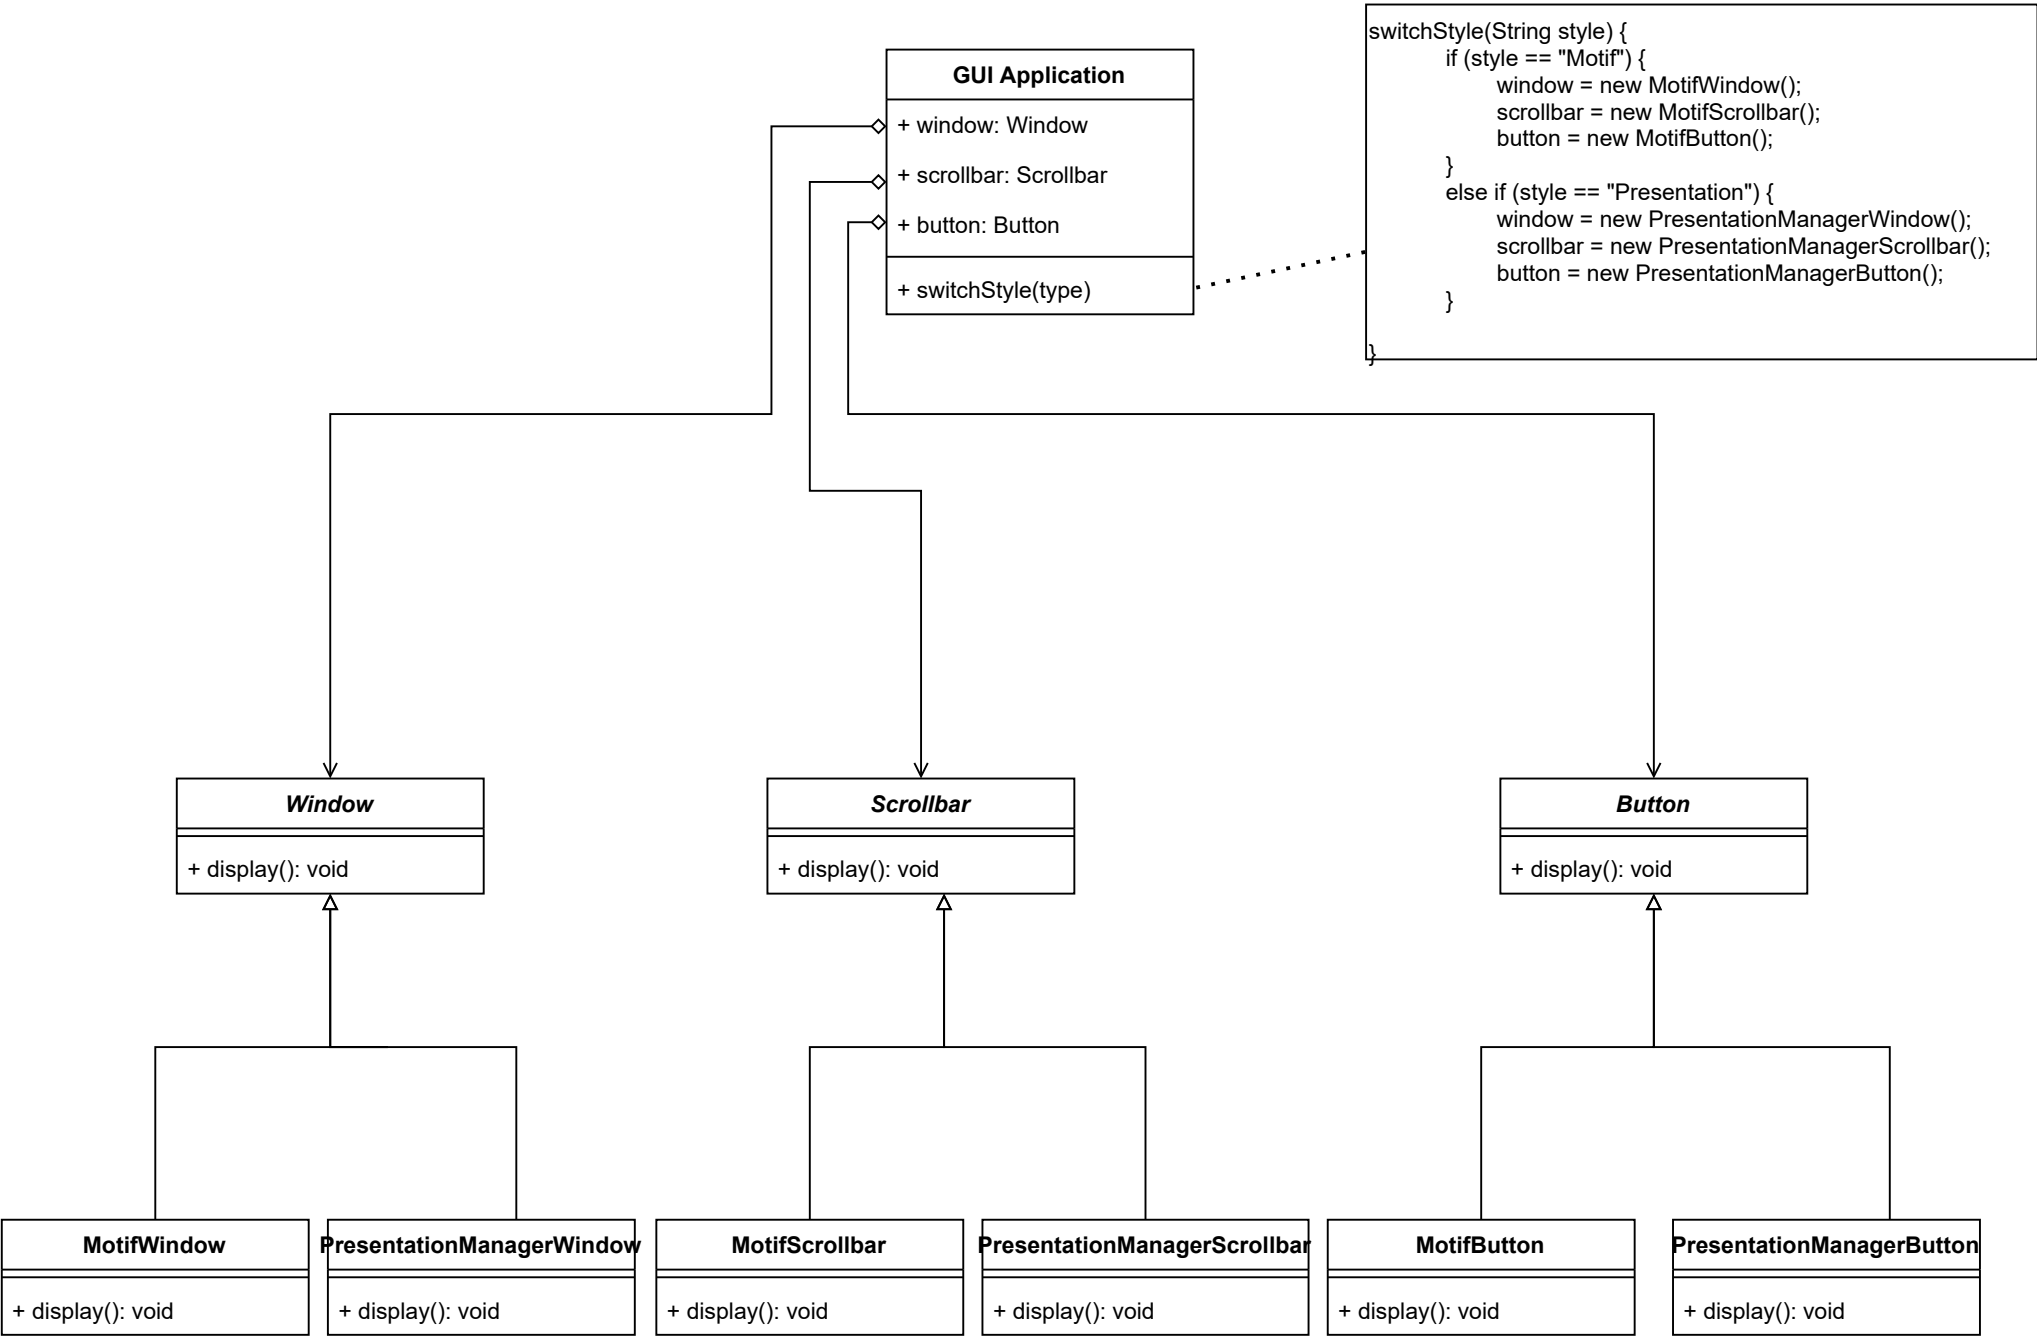 GUI Application
+ window: Window
+ scrollbar: Scrollbar
+ button: Button
+ switchStyle(type)
switchStyle(String style) {
if (style == "Motif") {
window = new MotifWindow();
scrollbar = new MotifScrollbar();
button = new MotifButton();
}
else if (style == "Presentation") {
window = new PresentationManagerWindow();
scrollbar = new PresentationManagerScrollbar();
button = new PresentationManagerButton();
}
}
Window
+ display(): void
Scrollbar
+ display(): void
Button
+ display(): void
MotifWindow
+ display(): void
PresentationManagerWindow
+ display(): void
MotifScrollbar
+ display(): void
PresentationManagerScrollbar
+ display(): void
MotifButton
+ display(): void
PresentationManagerButton
+ display(): void